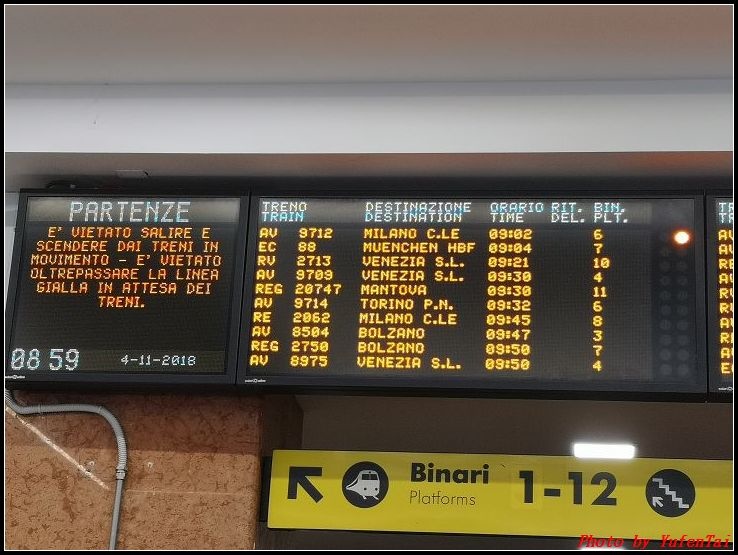 PARTENZE
E' VIETATO SALIRE E
SCENDERE DAI TRENI IN
MOVIMENTO - E' VIETATO
OLTREPASSARE LA LINEA
GIALLA IN ATTESA DEI
TRENI.
08 59 4-11-2018
TRENO DESTINAZIONE ORARIO RIT. BIN.
TRAIN DESTINATION TIME DEL. PLT.
AV 9712 MILANO C.LE 09:02 6
EC 88 MUENCHEN HBF 09:04 7
RV 2713 VENEZIA S.L. 09:21 10
AV 9709 VENEZIA S.L. 09:30 4
REG 20747 MANTOVA 09:30 11
AV 9714 TORINO P.N. 09:32 6
RE 2062 MILANO C.LE 09:45 8
AV 8504 BOLZANO 09:47 3
REG 2750 BOLZANO 09:50 7
AV 8975 VENEZIA S.L. 09:50 4
Binari 1-12
Platforms
Photo by YufenTai